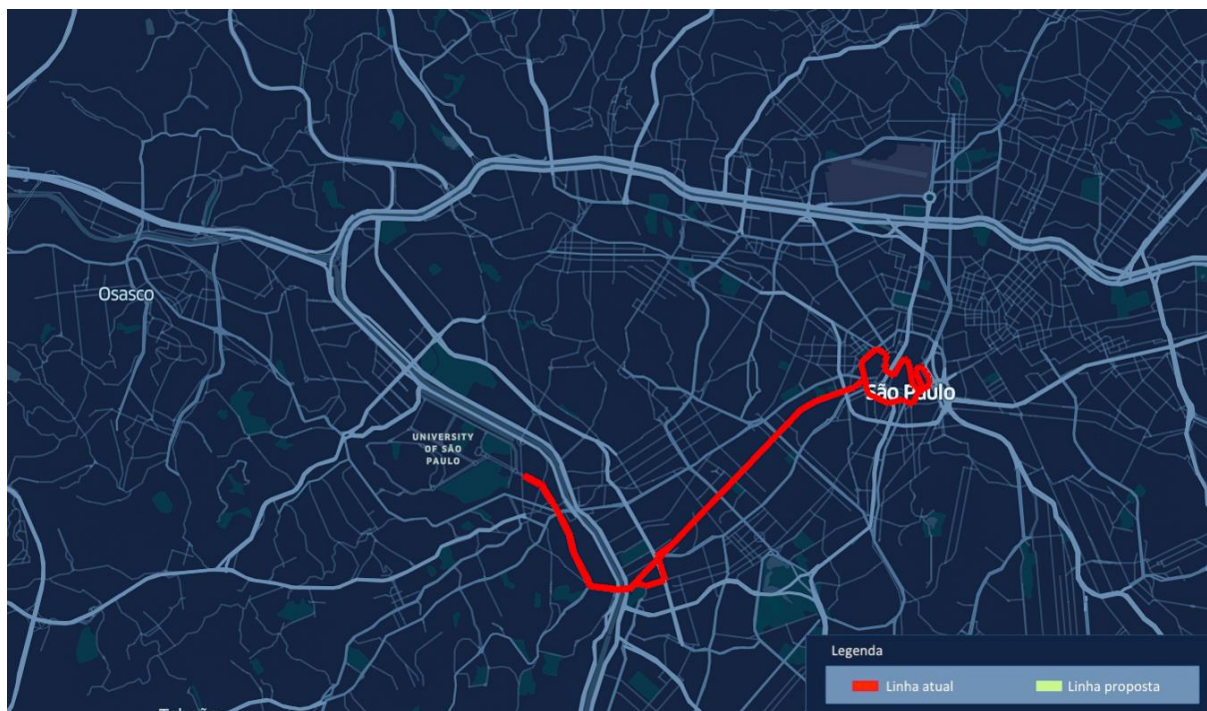 Osasco
São Paulo
UNIVERSITY
OF SÃO
PAULO
Legenda
Linha atual
Linha proposta